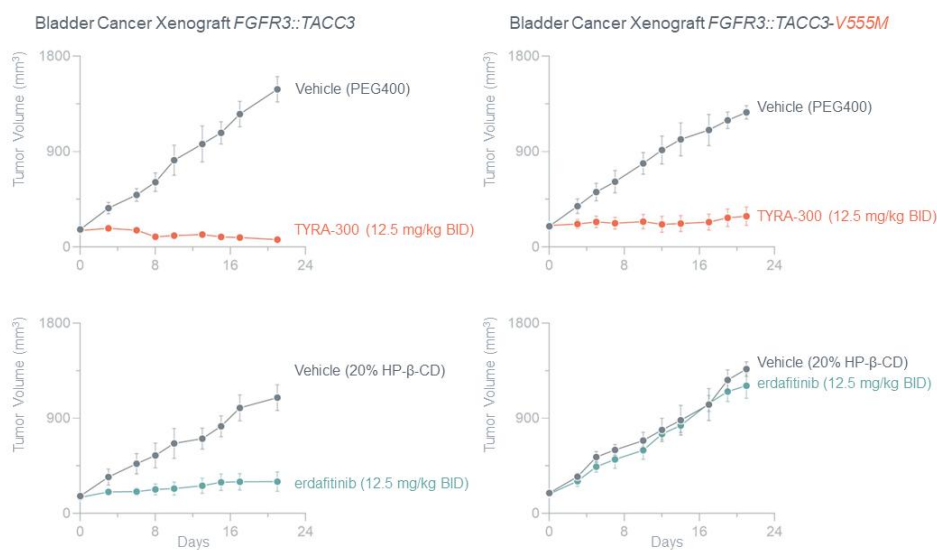 Bladder Cancer Xenograft FGFR3::TACC3
1800
900
0
Tumor Volume (mm³)
Vehicle (PEG400)
TYRA-300 (12.5 mg/kg BID)
0 8 16 24
Bladder Cancer Xenograft FGFR3::TACC3-V555M
1800
900
0
Tumor Volume (mm³)
Vehicle (PEG400)
TYRA-300 (12.5 mg/kg BID)
0 8 16 24
1800
900
0
Tumor Volume (mm³)
Vehicle (20% HP-β-CD)
erdafitinib (12.5 mg/kg BID)
0 8 16 24
Days
1800
900
0
Tumor Volume (mm³)
Vehicle (20% HP-β-CD)
erdafitinib (12.5 mg/kg BID)
0 8 16 24
Days